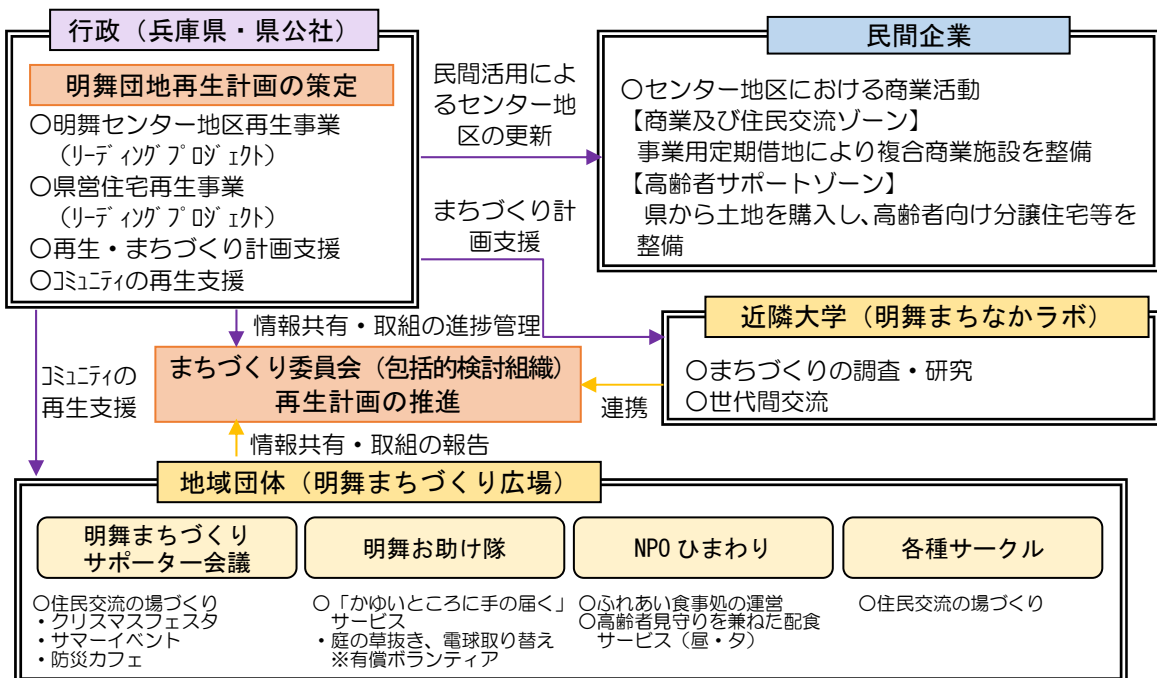 行政（兵庫県・県公社）
明舞団地再生計画の策定
〇明舞センター地区再生事業
（ﾘｰﾃﾞｨﾝｸﾞﾌﾟﾛｼﾞｪｸﾄ）
〇県営住宅再生事業
（ﾘｰﾃﾞｨﾝｸﾞﾌﾟﾛｼﾞｪｸﾄ）
〇再生・まちづくり計画支援
〇ｺﾐｭﾆﾃｨの再生支援
民間活用によ
るセンター地
区の更新
まちづくり計
画支援
民間企業
〇センター地区における商業活動
【商業及び住民交流ゾーン】
事業用定期借地により複合商業施設を整備
【高齢者サポートゾーン】
県から土地を購入し、高齢者向け分譲住宅等を
整備
近隣大学（明舞まちなかラボ）
〇まちづくりの調査・研究
〇世代間交流
情報共有・取組の進捗管理
まちづくり委員会（包括的検討組織）
再生計画の推進
連携
ｺﾐｭﾆﾃｨの
再生支援
情報共有・取組の報告
地域団体（明舞まちづくり広場）
明舞まちづくり
サポーター会議
〇住民交流の場づくり
・クリスマスフェスタ
・サマーイベント
・防災カフェ
明舞お助け隊
〇「かゆいところに手の届く」
サービス
・庭の草抜き、電球取り替え
※有償ボランティア
NPO ひまわり
〇ふれあい食事処の運営
〇高齢者見守りを兼ねた配食
サービス（昼・夕）
各種サークル
〇住民交流の場づくり